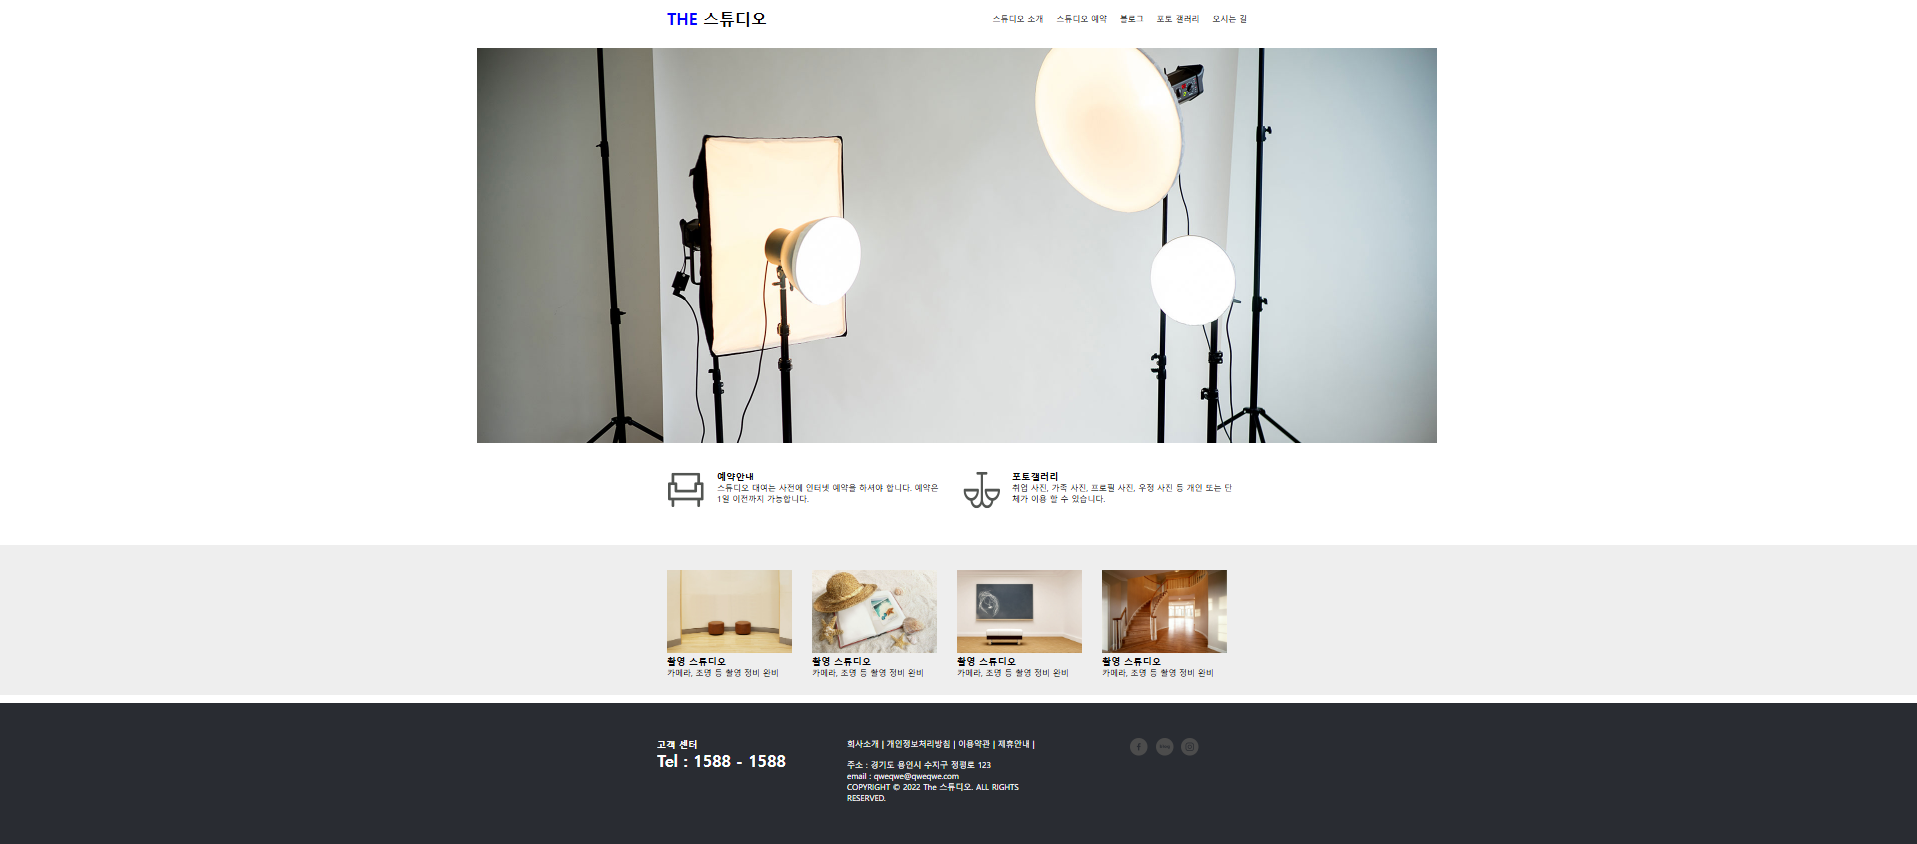 THE 스튜디오
스튜디오 소개 스튜디오 예약 블로그 포토 갤러리 오시는 길
예약안내
스튜디오 대여는 사전에 인터넷 예약을 하셔야 합니다. 예약은
1일 이전까지 가능합니다.
포토갤러리
취업 사진, 가족 사진, 프로필 사진, 우정 사진 등 개인 또는 단
체가 이용 할 수 있습니다.
촬영 스튜디오
카메라, 조명 등 촬영 정비 완비
촬영 스튜디오
카메라, 조명 등 촬영 정비 완비
촬영 스튜디오
카메라, 조명 등 촬영 정비 완비
촬영 스튜디오
카메라, 조명 등 촬영 정비 완비
고객 센터
Tel : 1588 - 1588
회사소개 | 개인정보처리방침 | 이용약관 | 제휴안내 |
주소 : 경기도 용인시 수지구 정평로 123
email : qweqwe@qweqwe.com
COPYRIGHT © 2022 The 스튜디오. ALL RIGHTS
RESERVED.